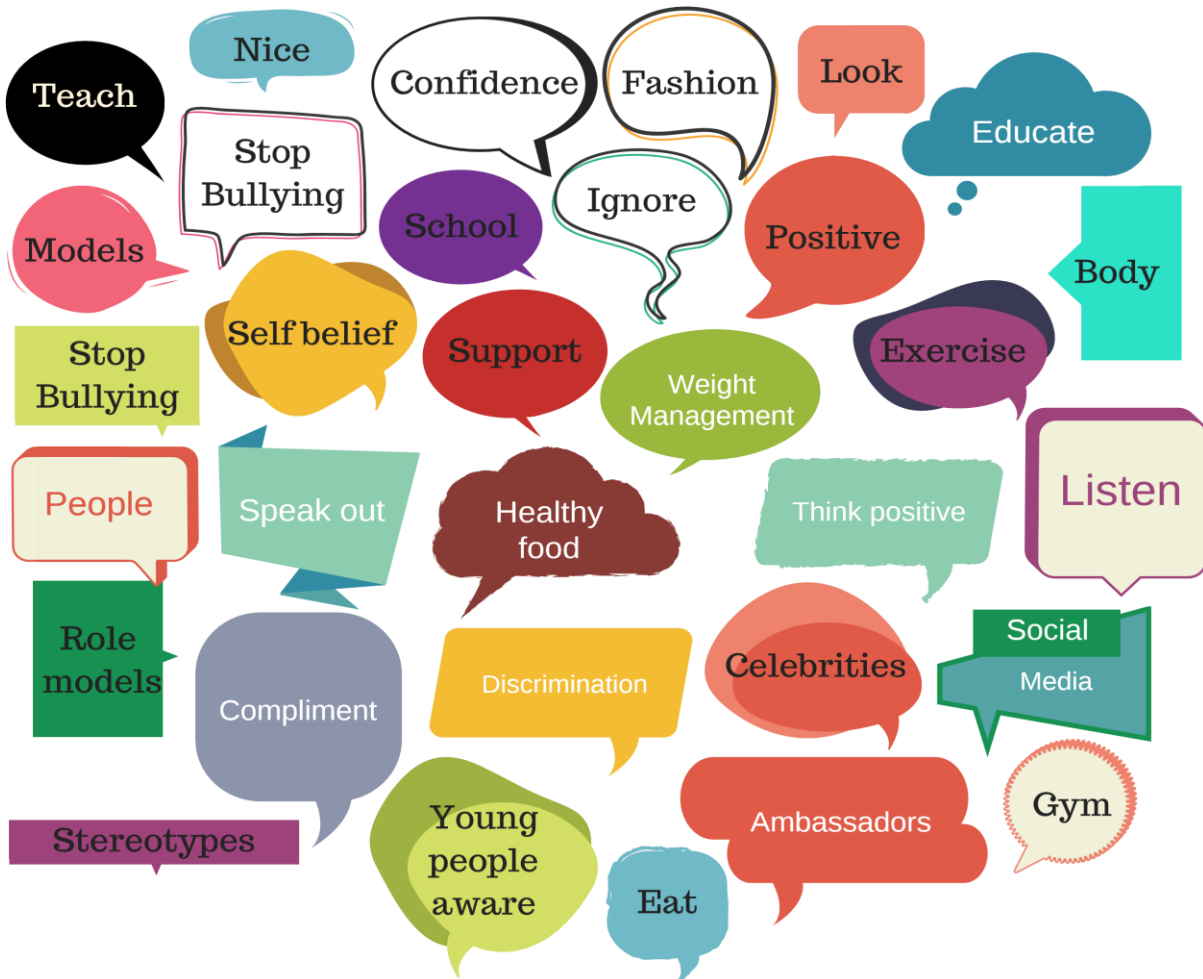 Nice
Teach
Confidence
Fashion
Look
Educate
Stop
Bullying
Ignore
School
Positive
Models
Body
Self belief
Support
Exercise
Stop
Bullying
Weight
Management
People
Speak out
Healthy
food
Think positive
Listen
Role
models
Compliment
Discrimination
Celebrities
Social
Media
Stereotypes
Young
people
aware
Eat
Ambassadors
Gym